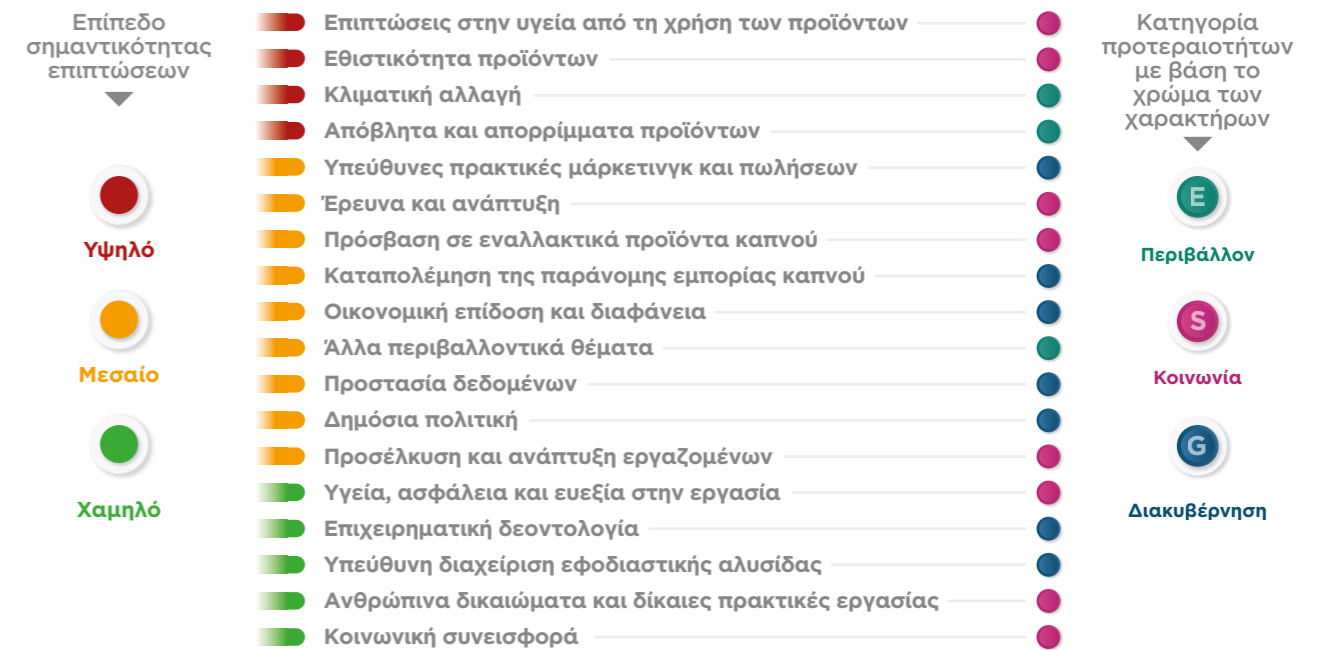 Επίπεδο
σημαντικότητας
επιπτώσεων
Υψηλό
Μεσαίο
Χαμηλό
Επιπτώσεις στην υγεία από τη χρήση των προϊόντων
Εθιστικότητα προϊόντων
Κλιματική αλλαγή
Απόβλητα και απορρίμματα προϊόντων
Υπεύθυνες πρακτικές μάρκετινγκ και πωλήσεων
Έρευνα και ανάπτυξη
Πρόσβαση σε εναλλακτικά προϊόντα καπνού
Καταπολέμηση της παράνομης εμπορίας καπνού
Οικονομική επίδοση και διαφάνεια
Άλλα περιβαλλοντικά θέματα
Προστασία δεδομένων
Δημόσια πολιτική
Προσέλκυση και ανάπτυξη εργαζομένων
Υγεία, ασφάλεια και ευεξία στην εργασία
Επιχειρηματική δεοντολογία
Υπεύθυνη διαχείριση εφοδιαστικής αλυσίδας
Ανθρώπινα δικαιώματα και δίκαιες πρακτικές εργασίας
Κοινωνική συνεισφορά
Κατηγορία
προτεραιοτήτων
με βάση το
χρώμα των
χαρακτήρων
E
Περιβάλλον
S
Κοινωνία
G
Διακυβέρνηση